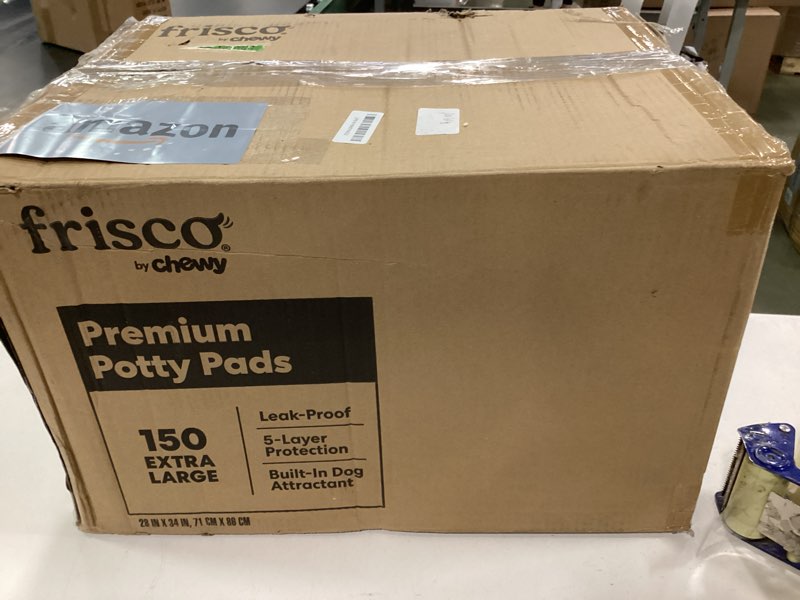 frisco
by chewy
amazon
frisco®
by chewy
Premium
Potty Pads
150
EXTRA
LARGE
Leak-Proof
5-Layer
Protection
Built-In Dog
Attractant
28 IN X 34 IN, 71 CM X 86 CM